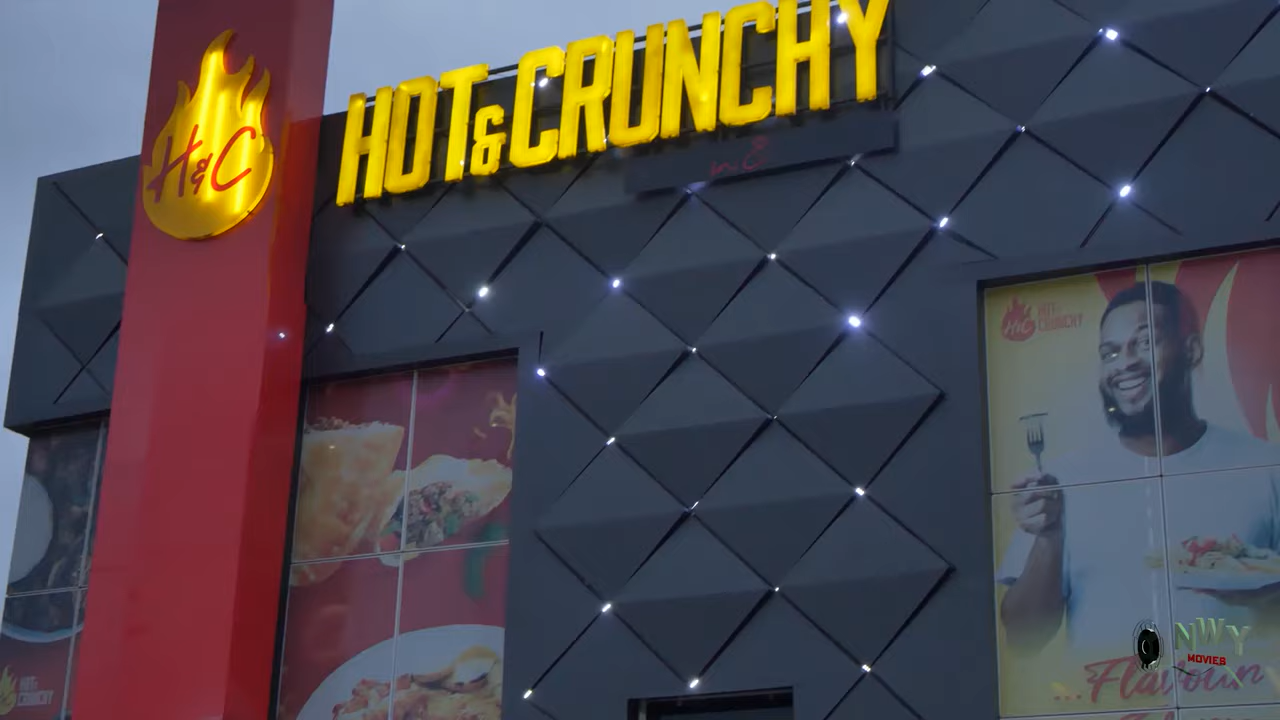 HOT & CRUNCHY
H&C
H&C
HOT &
CRUNCHY
NWY
MOVIES
...Flavour